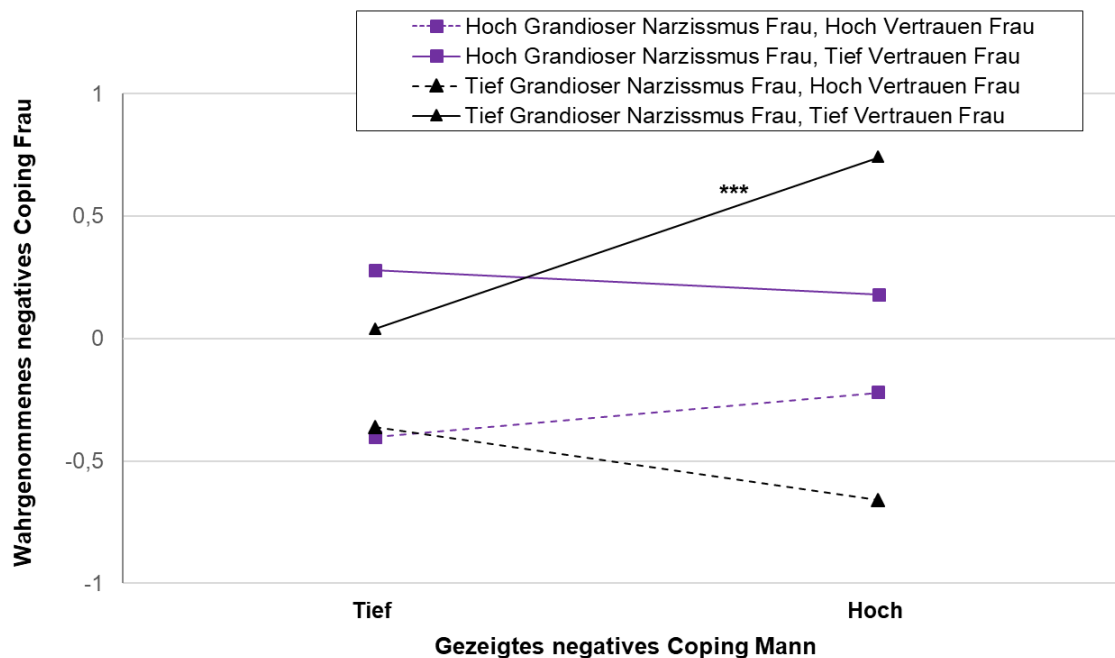 Hoch Grandioser Narzissmus Frau, Hoch Vertrauen Frau
Hoch Grandioser Narzissmus Frau, Tief Vertrauen Frau
Tief Grandioser Narzissmus Frau, Hoch Vertrauen Frau
Tief Grandioser Narzissmus Frau, Tief Vertrauen Frau
Wahrgenommenes negatives Coping Frau
1
0,5
0
-0,5
-1
***
Tief
Hoch
Gezeigtes negatives Coping Mann